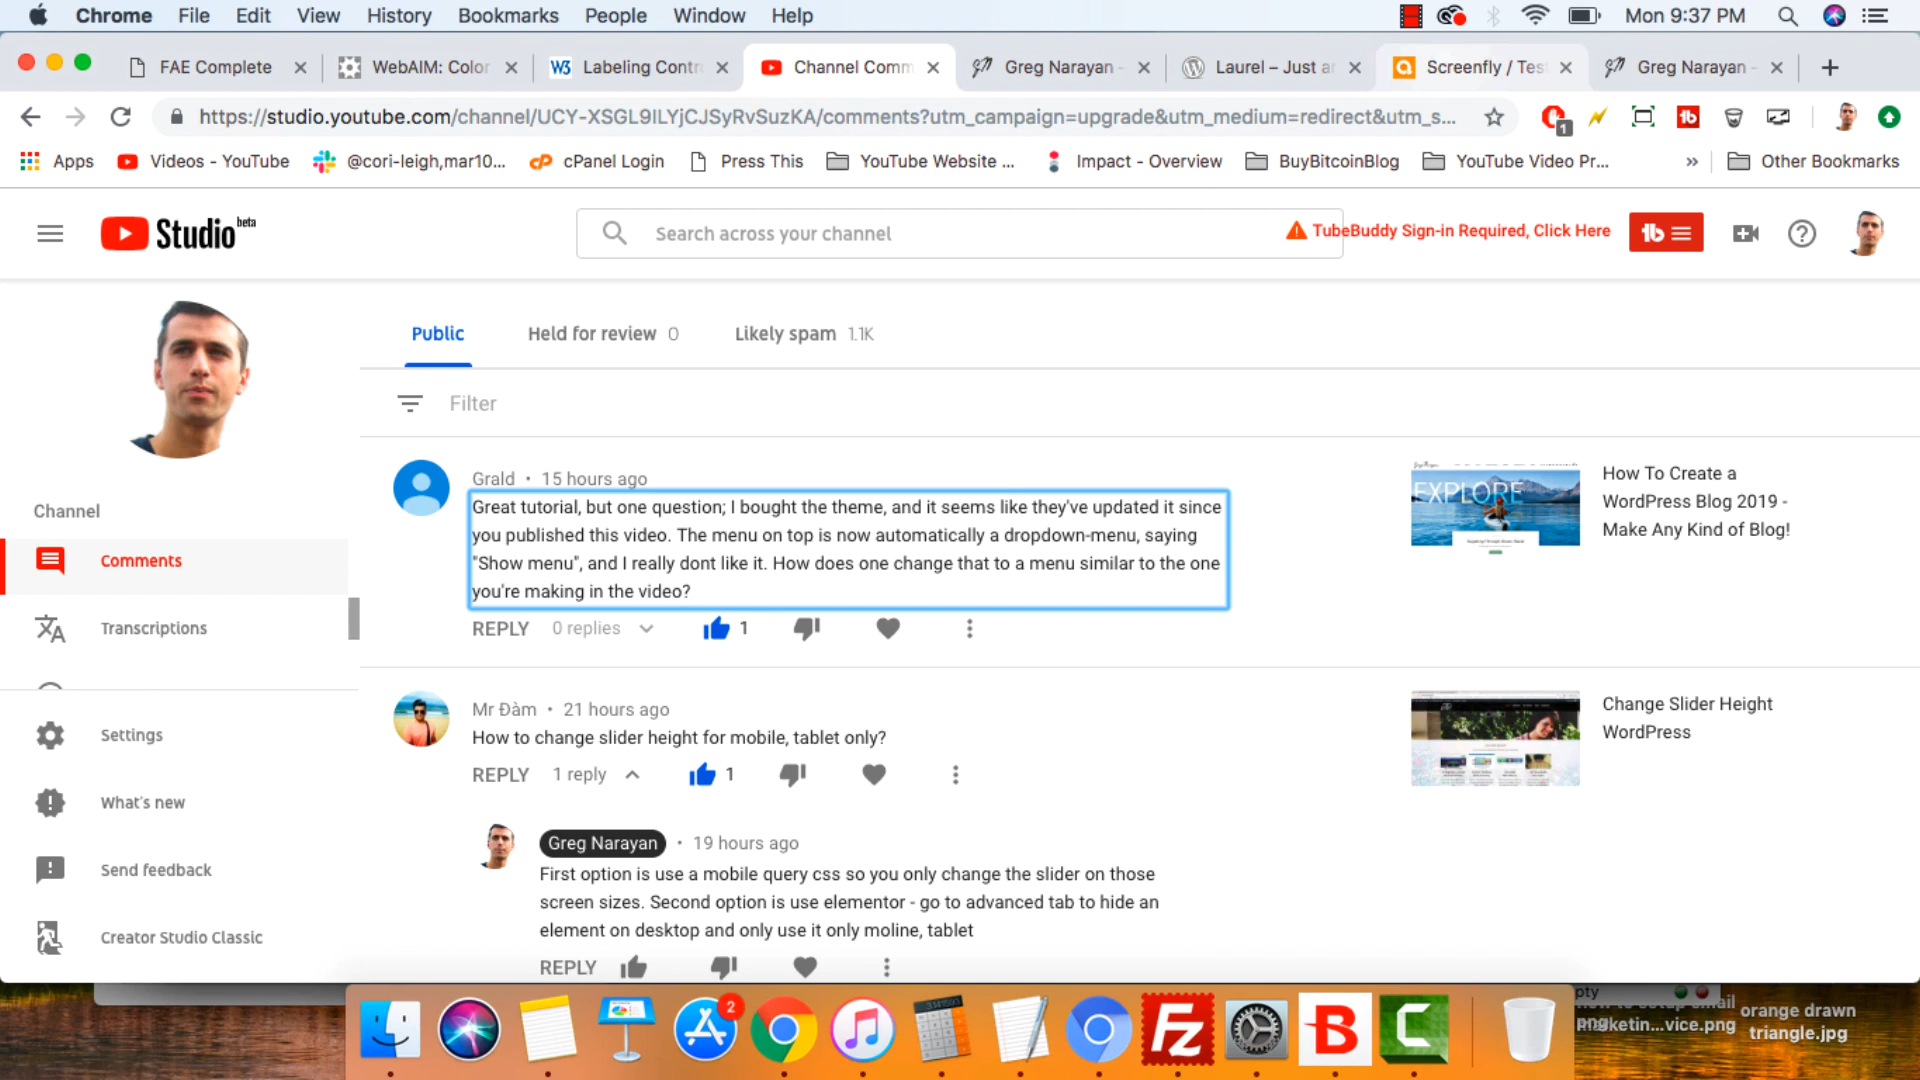 Chrome File Edit View History Bookmarks People Window Help Mon 9:37 PM
FAE Complete WebAIM: Color W3 Labeling Contr Channel Comm Greg Narayan - Laurel – Just ar Screenfly / Test Greg Narayan -
https://studio.youtube.com/channel/UCY-XSGL9ILYjCJSyRvSuzKA/comments?utm_campaign=upgrade&utm_medium=redirect&utm_s... 1
Apps Videos - YouTube @cori-leigh,mar10... cPanel Login Press This YouTube Website ... Impact - Overview BuyBitcoinBlog YouTube Video Pr... » Other Bookmarks
Studio beta
Search across your channel
TubeBuddy Sign-in Required, Click Here
Public Held for review 0 Likely spam 1.1K
Filter
Channel
Comments
Transcriptions
Settings
What's new
Send feedback
Creator Studio Classic
Grald • 15 hours ago
Great tutorial, but one question; I bought the theme, and it seems like they've updated it since
you published this video. The menu on top is now automatically a dropdown-menu, saying
"Show menu", and I really dont like it. How does one change that to a menu similar to the one
you're making in the video?
REPLY 0 replies 1
EXPLORE
How To Create a
WordPress Blog 2019 -
Make Any Kind of Blog!
Mr Đàm • 21 hours ago
How to change slider height for mobile, tablet only?
REPLY 1 reply 1
Change Slider Height
WordPress
Greg Narayan • 19 hours ago
First option is use a mobile query css so you only change the slider on those
screen sizes. Second option is use elementor - go to advanced tab to hide an
element on desktop and only use it only moline, tablet
REPLY
2
orange drawn
triangle.jpg